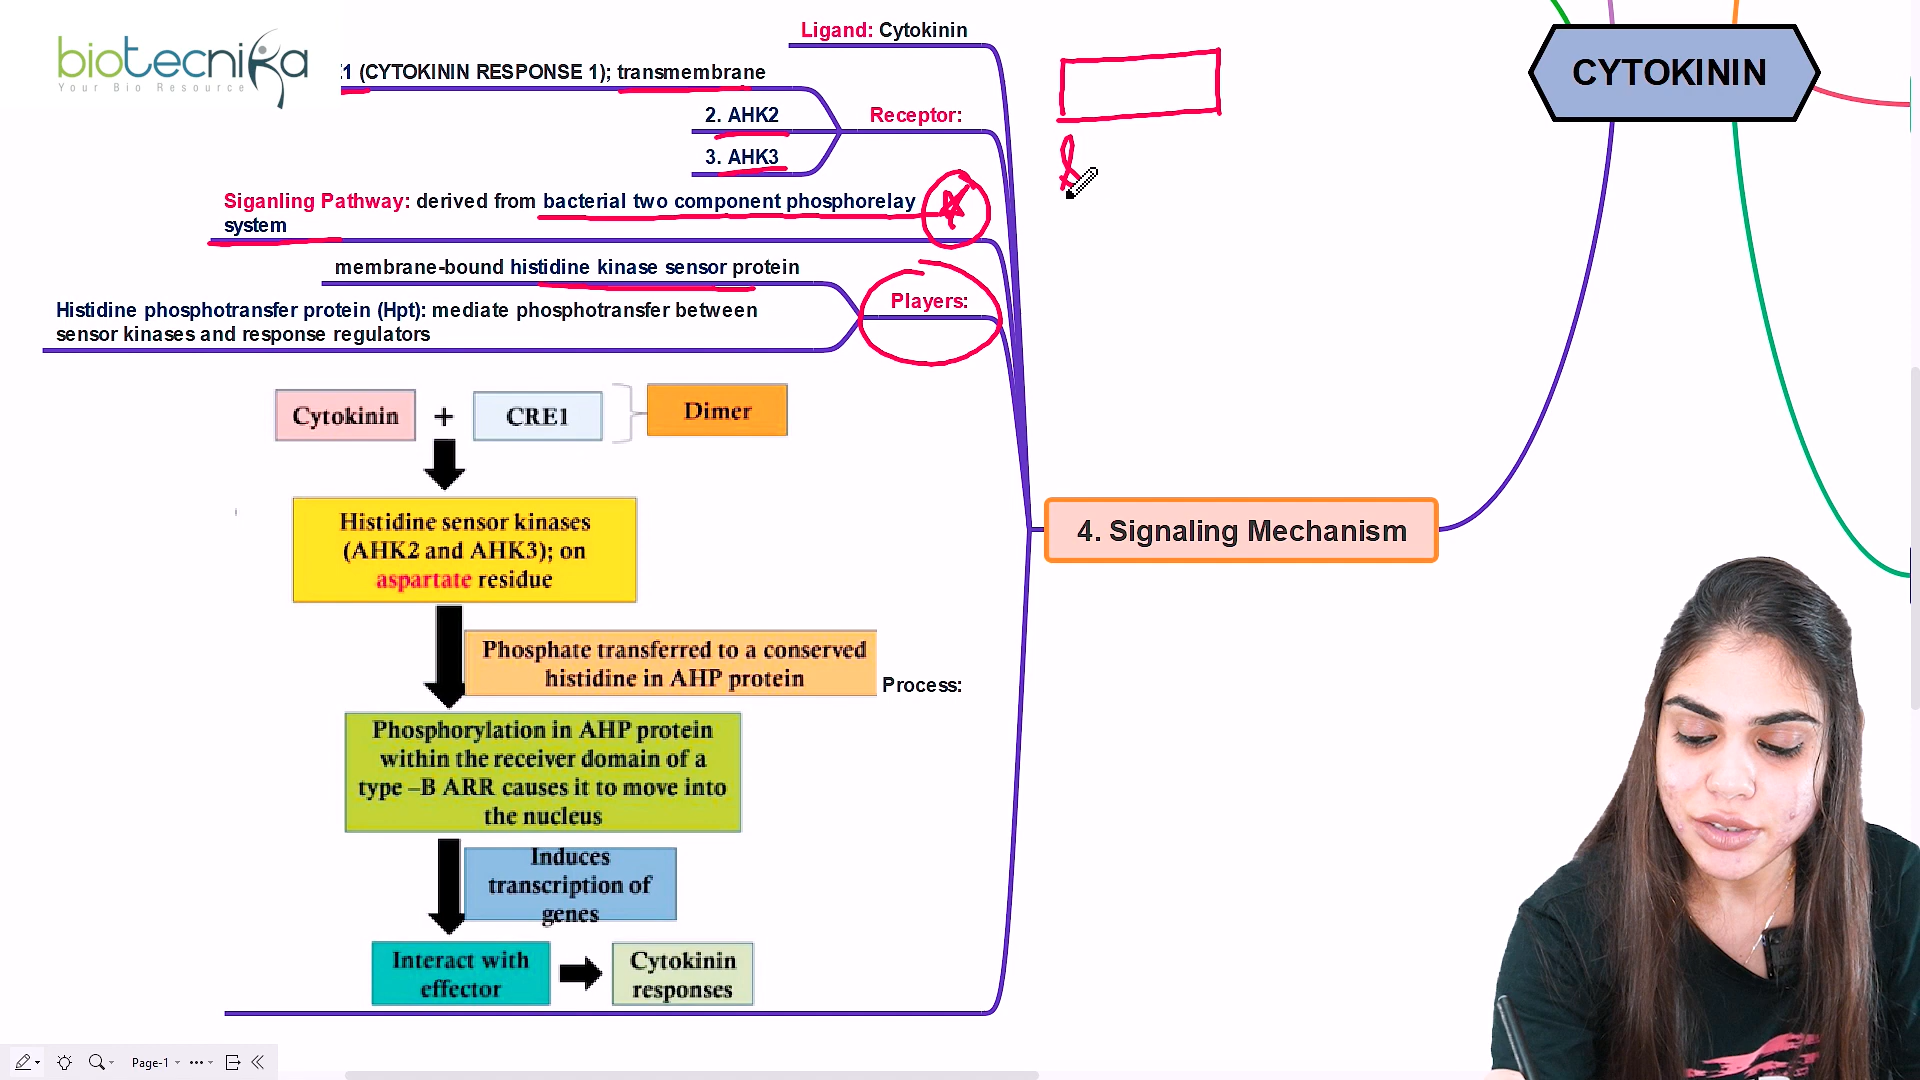 biotecnika
Your Bio Resource
Ligand: Cytokinin
1 (CYTOKININ RESPONSE 1); transmembrane
2. AHK2
Receptor:
3. AHK3
Siganling Pathway: derived from bacterial two component phosphorelay
system
membrane-bound histidine kinase sensor protein
Players:
Histidine phosphotransfer protein (Hpt): mediate phosphotransfer between
sensor kinases and response regulators
Cytokinin + CRE1 Dimer
Histidine sensor kinases
(AHK2 and AHK3); on
aspartate residue
Phosphate transferred to a conserved
histidine in AHP protein
Process:
Phosphorylation in AHP protein
within the receiver domain of a
type –B ARR causes it to move into
the nucleus
Induces
transcription of
genes
Interact with
effector
Cytokinin
responses
4. Signaling Mechanism
CYTOKININ
Page-1